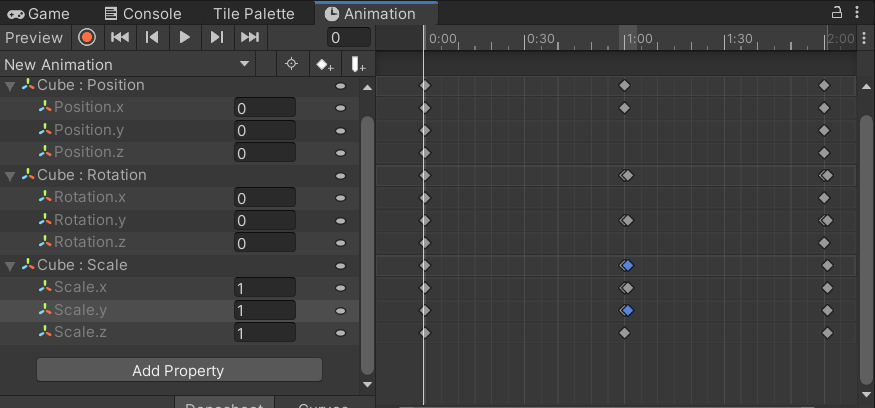 Game Console Tile Palette Animation
Preview 0 0:00 0:30 1:00 1:30 2:00
New Animation
Cube : Position
Position.x 0
Position.y 0
Position.z 0
Cube : Rotation
Rotation.x 0
Rotation.y 0
Rotation.z 0
Cube : Scale
Scale.x 1
Scale.y 1
Scale.z 1
Add Property
Dopesheet Curves